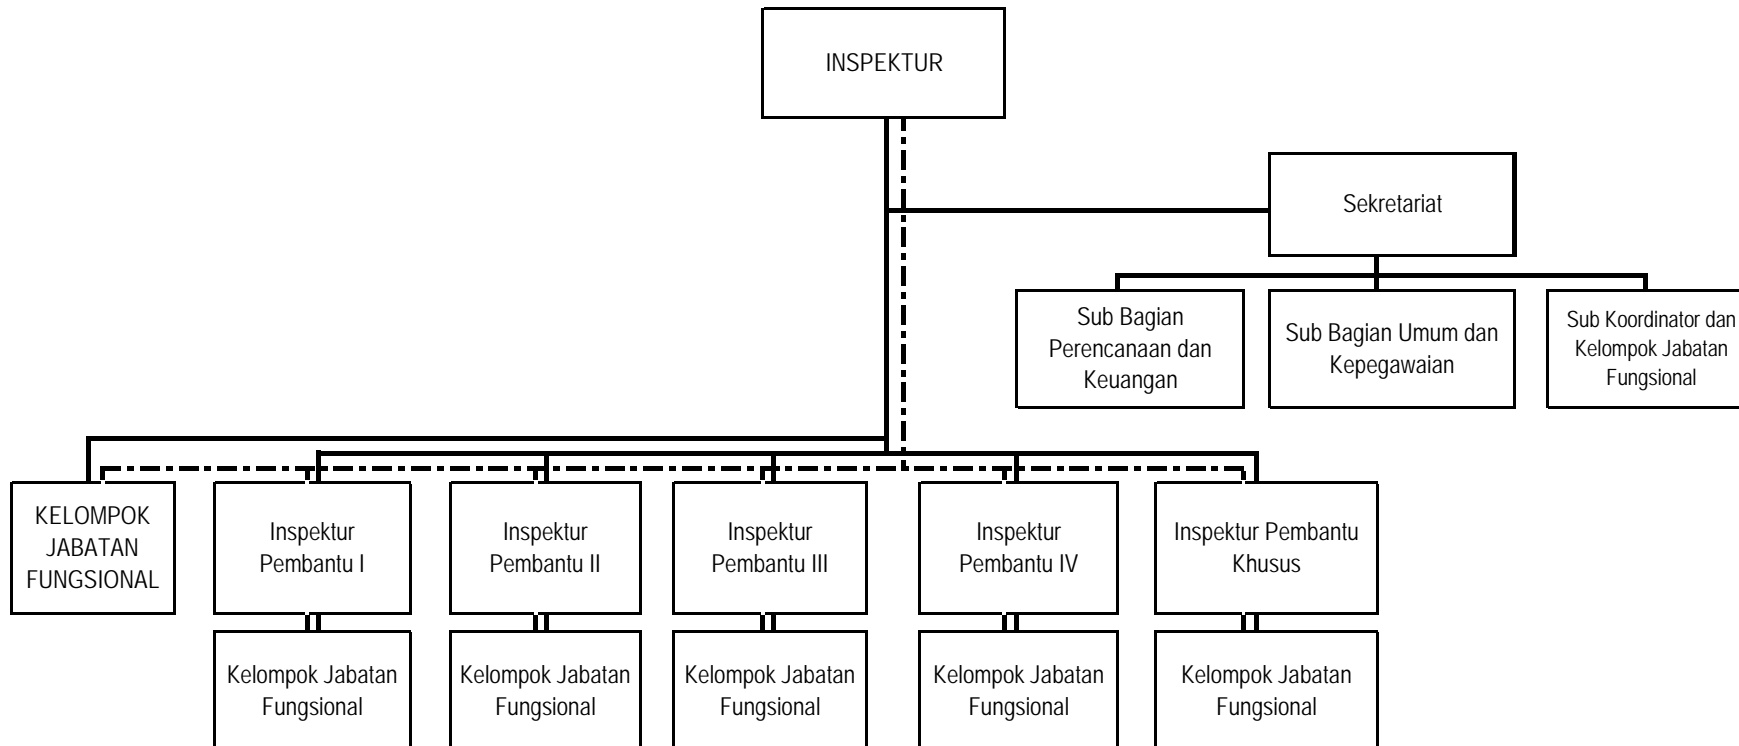 INSPEKTUR
Sekretariat
Sub Bagian
Perencanaan dan
Keuangan
Sub Bagian Umum dan
Kepegawaian
Sub Koordinator dan
Kelompok Jabatan
Fungsional
KELOMPOK
JABATAN
FUNGSIONAL
Inspektur
Pembantu I
Inspektur
Pembantu II
Inspektur
Pembantu III
Inspektur
Pembantu IV
Inspektur Pembantu
Khusus
Kelompok Jabatan
Fungsional
Kelompok Jabatan
Fungsional
Kelompok Jabatan
Fungsional
Kelompok Jabatan
Fungsional
Kelompok Jabatan
Fungsional